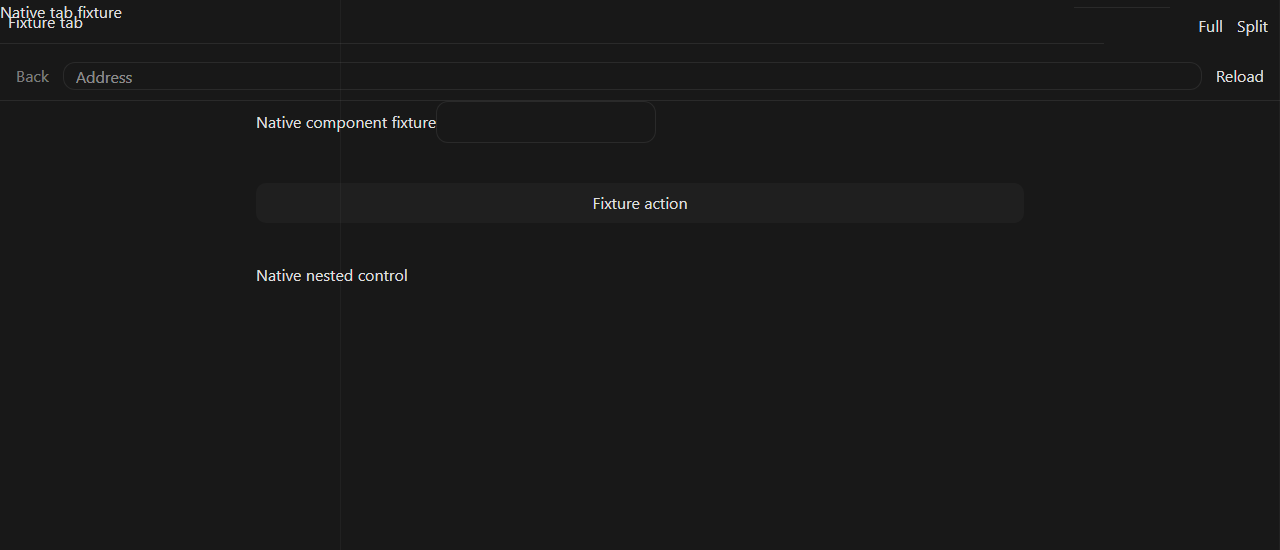 Native tab fixture
Fixture tab
Full Split
Back Address Reload
Native component fixture
Fixture action
Native nested control